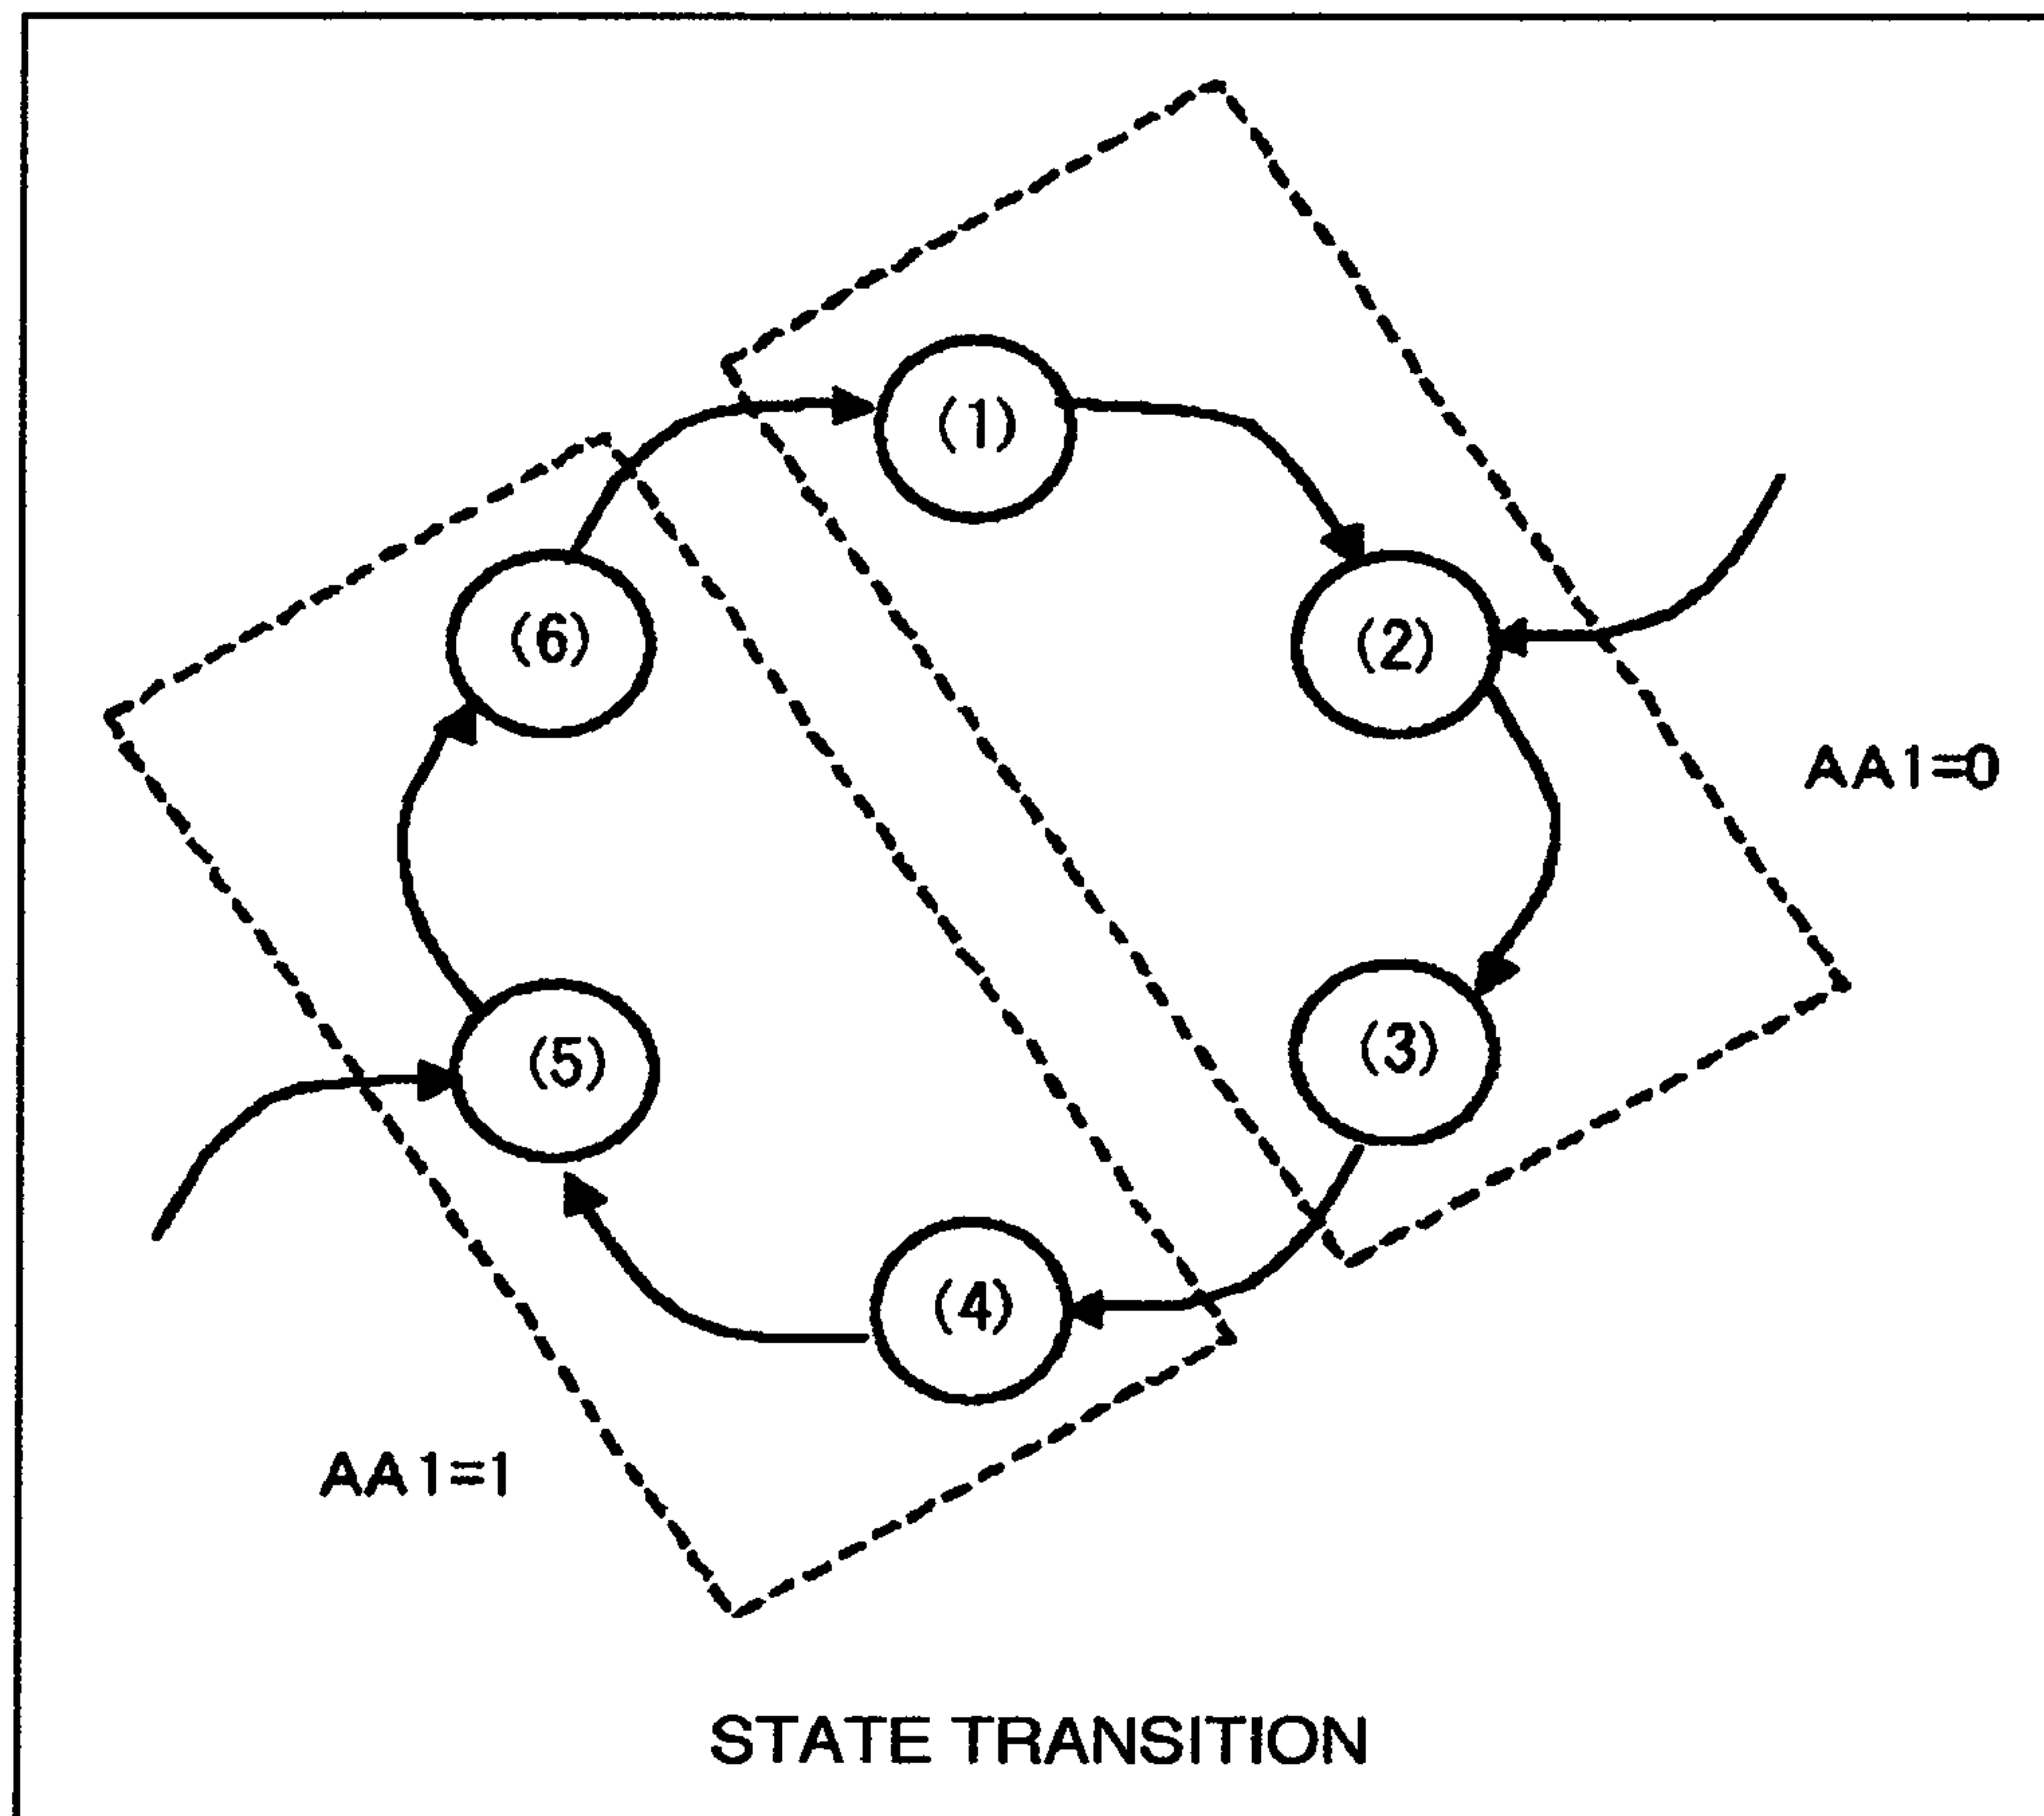 (1)
(6)
(2)
AA1=0
(5)
(3)
(4)
AA1=1
STATE TRANSITION